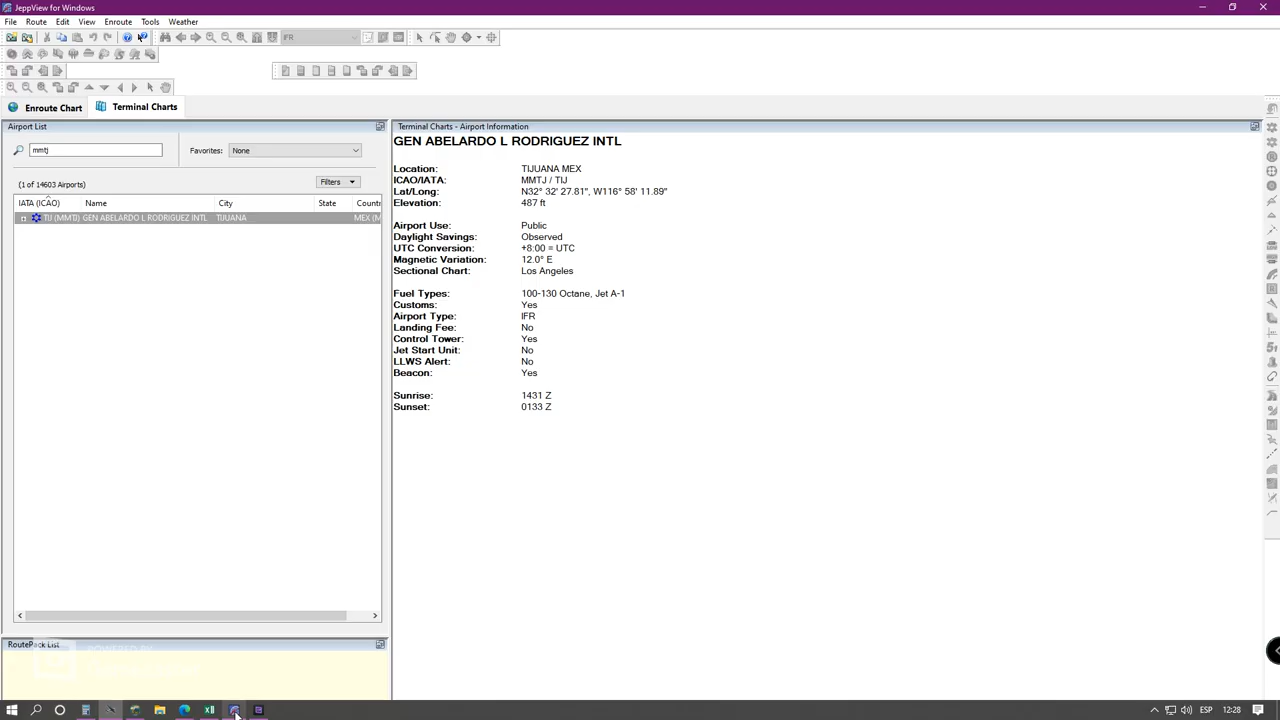 JeppView for Windows
File Route Edit View Enroute Tools Weather
IFR
Enroute Chart Terminal Charts
Airport List
mmtj
Favorites: None
(1 of 14603 Airports)
Filters
IATA (ICAO) Name City State Countr
TIJ (MMTJ) GEN ABELARDO L RODRIGUEZ INTL TIJUANA MEX (M
RoutePack List
POWERED BY
Terminal Charts - Airport Information
GEN ABELARDO L RODRIGUEZ INTL
Location: TIJUANA MEX
ICAO/IATA: MMTJ / TIJ
Lat/Long: N32° 32' 27.81", W116° 58' 11.89"
Elevation: 487 ft
Airport Use: Public
Daylight Savings: Observed
UTC Conversion: +8:00 = UTC
Magnetic Variation: 12.0° E
Sectional Chart: Los Angeles
Fuel Types: 100-130 Octane, Jet A-1
Customs: Yes
Airport Type: IFR
Landing Fee: No
Control Tower: Yes
Jet Start Unit: No
LLWS Alert: No
Beacon: Yes
Sunrise: 1431 Z
Sunset: 0133 Z
ESP 12:28